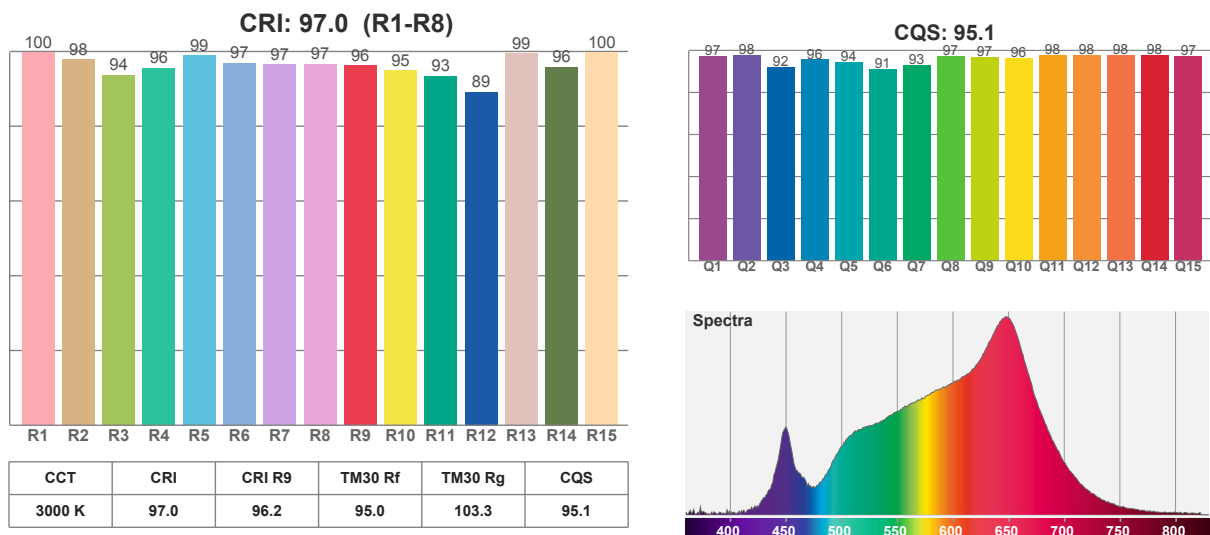 CRI: 97.0 (R1-R8)
100 98 94 96 99 97 97 97 96 95 93 89 99 96 100
R1 R2 R3 R4 R5 R6 R7 R8 R9 R10 R11 R12 R13 R14 R15
CCT CRI CRI R9 TM30 Rf TM30 Rg CQS
3000 K 97.0 96.2 95.0 103.3 95.1
CQS: 95.1
97 98 92 96 94 91 93 97 97 96 98 98 98 98 97
Q1 Q2 Q3 Q4 Q5 Q6 Q7 Q8 Q9 Q10 Q11 Q12 Q13 Q14 Q15
Spectra
400 450 500 550 600 650 700 750 800